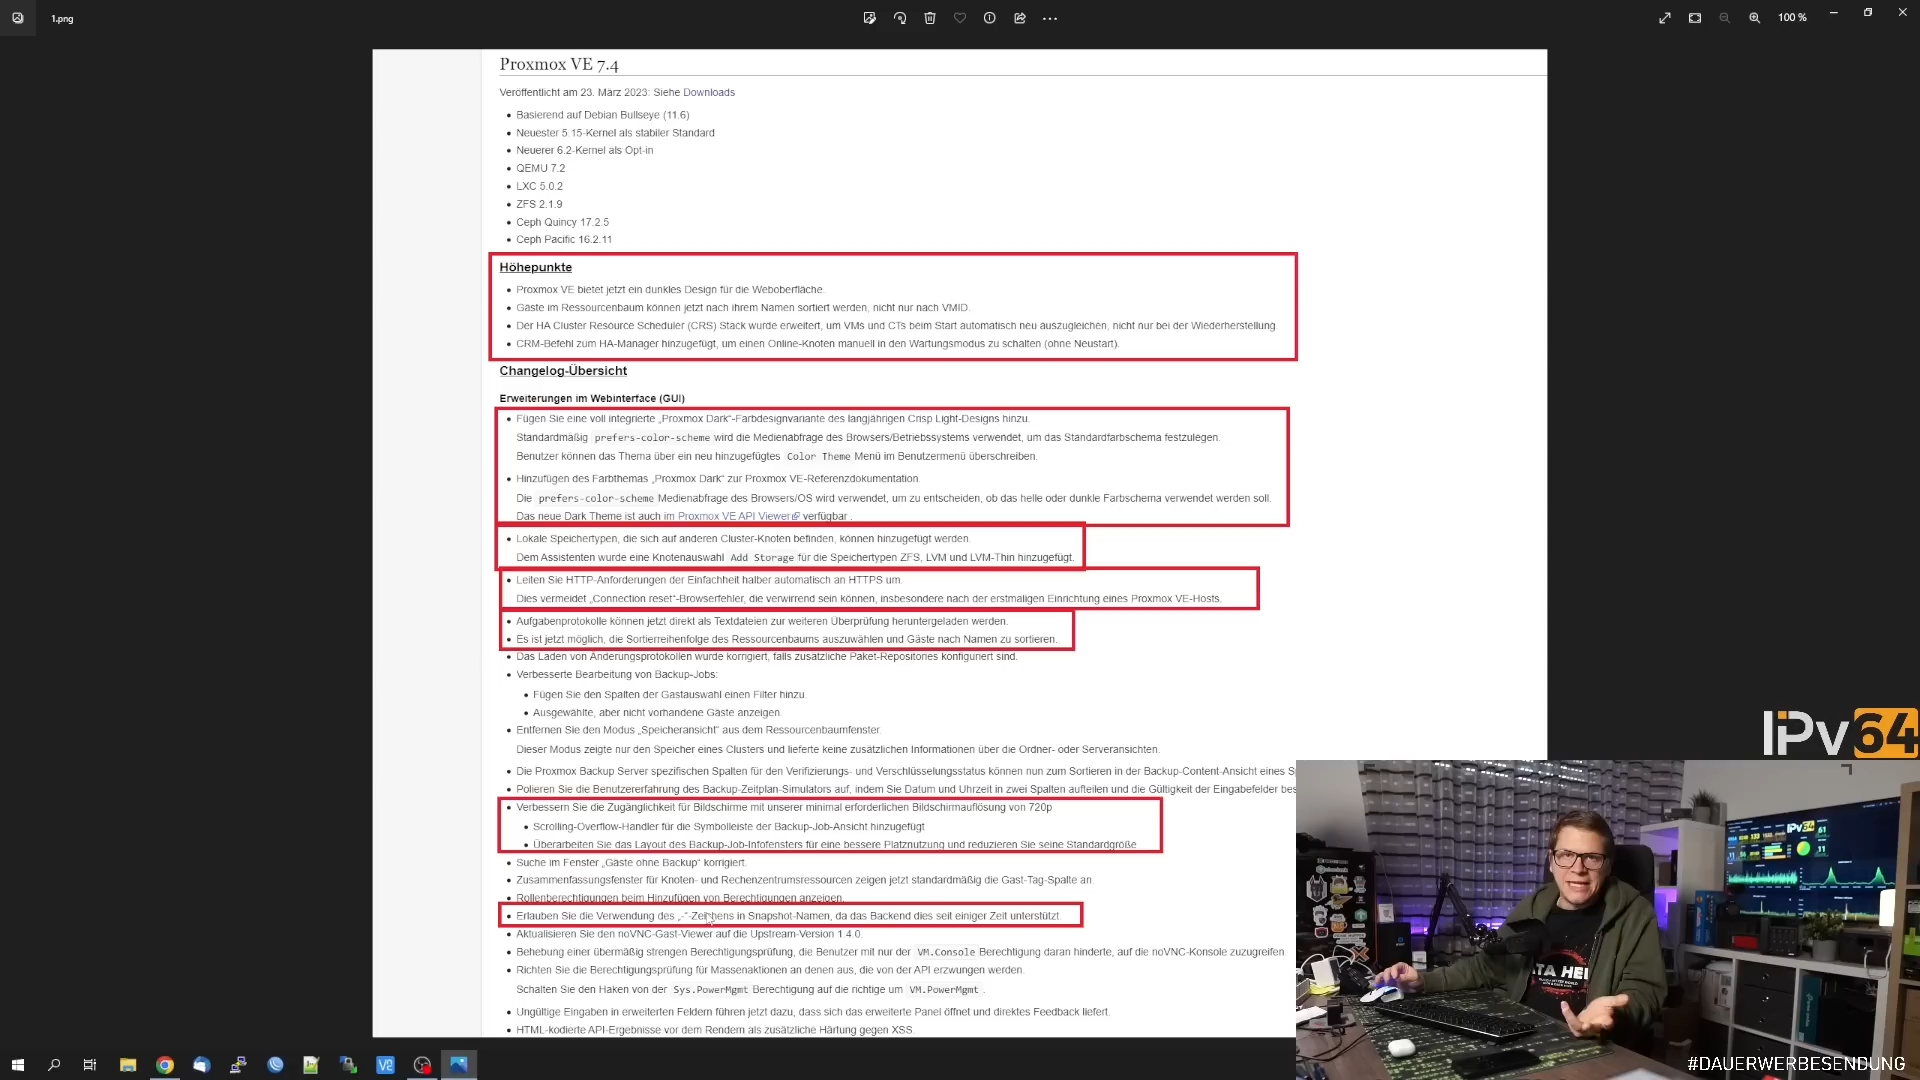 1.png
100 %
Proxmox VE 7.4
Veröffentlicht am 23. März 2023: Siehe Downloads
Basierend auf Debian Bullseye (11.6)
Neuester 5.15-Kernel als stabiler Standard
Neuerer 6.2-Kernel als Opt-in
QEMU 7.2
LXC 5.0.2
ZFS 2.1.9
Ceph Quincy 17.2.5
Ceph Pacific 16.2.11
Höhepunkte
Proxmox VE bietet jetzt ein dunkles Design für die Weboberfläche.
Gäste im Ressourcenbaum können jetzt nach ihrem Namen sortiert werden, nicht nur nach VMID.
Der HA Cluster Resource Scheduler (CRS) Stack wurde erweitert, um VMs und CTs beim Start automatisch neu auszugleichen, nicht nur bei der Wiederherstellung.
CRM-Befehl zum HA-Manager hinzugefügt, um einen Online-Knoten manuell in den Wartungsmodus zu schalten (ohne Neustart).
Changelog-Übersicht
Erweiterungen im Webinterface (GUI)
Fügen Sie eine voll integrierte „Proxmox Dark“-Farbdesignvariante des langjährigen Crisp Light-Designs hinzu.
Standardmäßig prefers-color-scheme wird die Medienabfrage des Browsers/Betriebssystems verwendet, um das Standardfarbschema festzulegen.
Benutzer können das Thema über ein neu hinzugefügtes Color Theme Menü im Benutzermenü überschreiben.
Hinzufügen des Farbthemas „Proxmox Dark“ zur Proxmox VE-Referenzdokumentation.
Die prefers-color-scheme Medienabfrage des Browsers/OS wird verwendet, um zu entscheiden, ob das helle oder dunkle Farbschema verwendet werden soll.
Das neue Dark Theme ist auch im Proxmox VE API Viewer verfügbar .
Lokale Speichertypen, die sich auf anderen Cluster-Knoten befinden, können hinzugefügt werden.
Dem Assistenten wurde eine Knotenauswahl Add Storage für die Speichertypen ZFS, LVM und LVM-Thin hinzugefügt.
Leiten Sie HTTP-Anforderungen der Einfachheit halber automatisch an HTTPS um.
Dies vermeidet „Connection reset“-Browserfehler, die verwirrend sein können, insbesondere nach der erstmaligen Einrichtung eines Proxmox VE-Hosts.
Aufgabenprotokolle können jetzt direkt als Textdateien zur weiteren Überprüfung heruntergeladen werden.
Es ist jetzt möglich, die Sortierreihenfolge des Ressourcenbaums auszuwählen und Gäste nach Namen zu sortieren.
Das Laden von Änderungsprotokollen wurde korrigiert, falls zusätzliche Paket-Repositories konfiguriert sind.
Verbesserte Bearbeitung von Backup-Jobs:
Fügen Sie den Spalten der Gastauswahl einen Filter hinzu.
Ausgewählte, aber nicht vorhandene Gäste anzeigen.
Entfernen Sie den Modus „Speicheransicht“ aus dem Ressourcenbaumfenster.
Dieser Modus zeigte nur den Speicher eines Clusters und lieferte keine zusätzlichen Informationen über die Ordner- oder Serveransichten.
Die Proxmox Backup Server spezifischen Spalten für den Verifizierungs- und Verschlüsselungsstatus können nun zum Sortieren in der Backup-Content-Ansicht eines Sp
Polieren Sie die Benutzererfahrung des Backup-Zeitplan-Simulators auf, indem Sie Datum und Uhrzeit in zwei Spalten aufteilen und die Gültigkeit der Eingabefelder bes
Verbessern Sie die Zugänglichkeit für Bildschirme mit unserer minimal erforderlichen Bildschirmauflösung von 720p
Scrolling-Overflow-Handler für die Symbolleiste der Backup-Job-Ansicht hinzugefügt
Überarbeiten Sie das Layout des Backup-Job-Infofensters für eine bessere Platznutzung und reduzieren Sie seine Standardgröße
Suche im Fenster „Gäste ohne Backup“ korrigiert.
Zusammenfassungsfenster für Knoten- und Rechenzentrumsressourcen zeigen jetzt standardmäßig die Gast-Tag-Spalte an.
Rollenberechtigungen beim Hinzufügen von Berechtigungen anzeigen.
Erlauben Sie die Verwendung des „-“-Zeichens in Snapshot-Namen, da das Backend dies seit einiger Zeit unterstützt.
Aktualisieren Sie den noVNC-Gast-Viewer auf die Upstream-Version 1.4.0.
Behebung einer übermäßig strengen Berechtigungsprüfung, die Benutzer mit nur der VM.Console Berechtigung daran hinderte, auf die noVNC-Konsole zuzugreifen.
Richten Sie die Berechtigungsprüfung für Massenaktionen an denen aus, die von der API erzwungen werden.
Schalten Sie den Haken von der Sys.PowerMgmt Berechtigung auf die richtige um VM.PowerMgmt .
Ungültige Eingaben in erweiterten Feldern führen jetzt dazu, dass sich das erweiterte Panel öffnet und direktes Feedback liefert.
HTML-kodierte API-Ergebnisse vor dem Rendern als zusätzliche Härtung gegen XSS.
IPv64
IPv64
#DAUERWERBESENDUNG